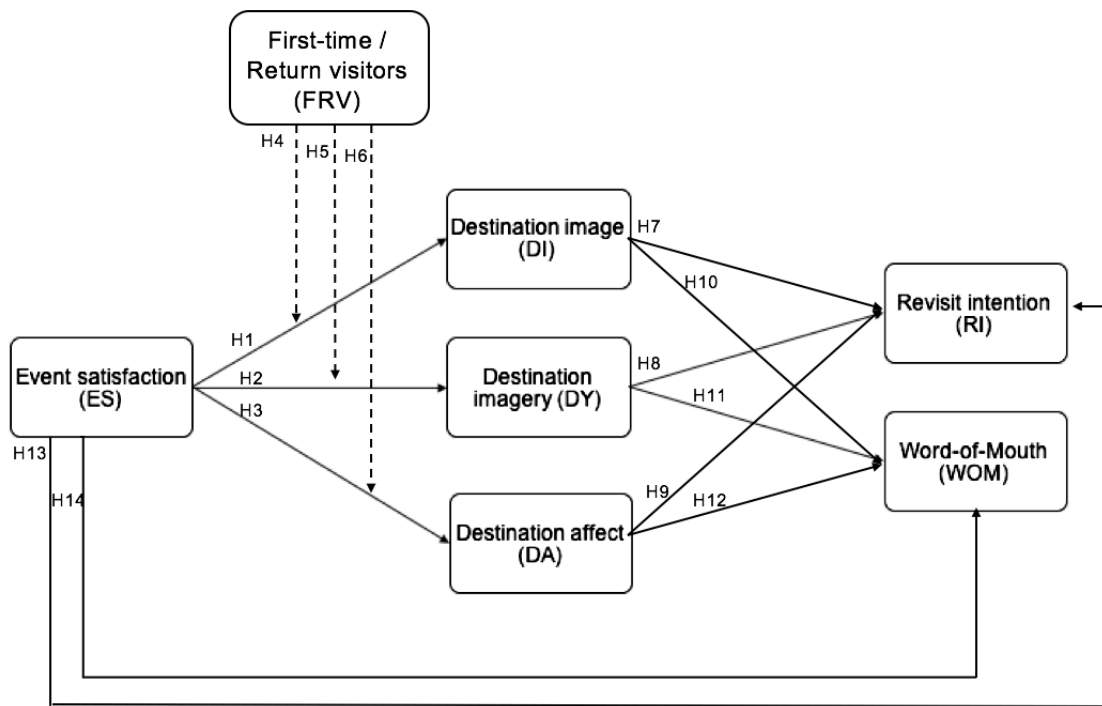 First-time /
Return visitors
(FRV)
H4
H5
H6
Destination image
(DI)
H7
H10
Revisit intention
(RI)
H1
Event satisfaction
(ES)
H2
H3
Destination
imagery (DY)
H8
H11
Word-of-Mouth
(WOM)
H13
H14
H9
H12
Destination affect
(DA)